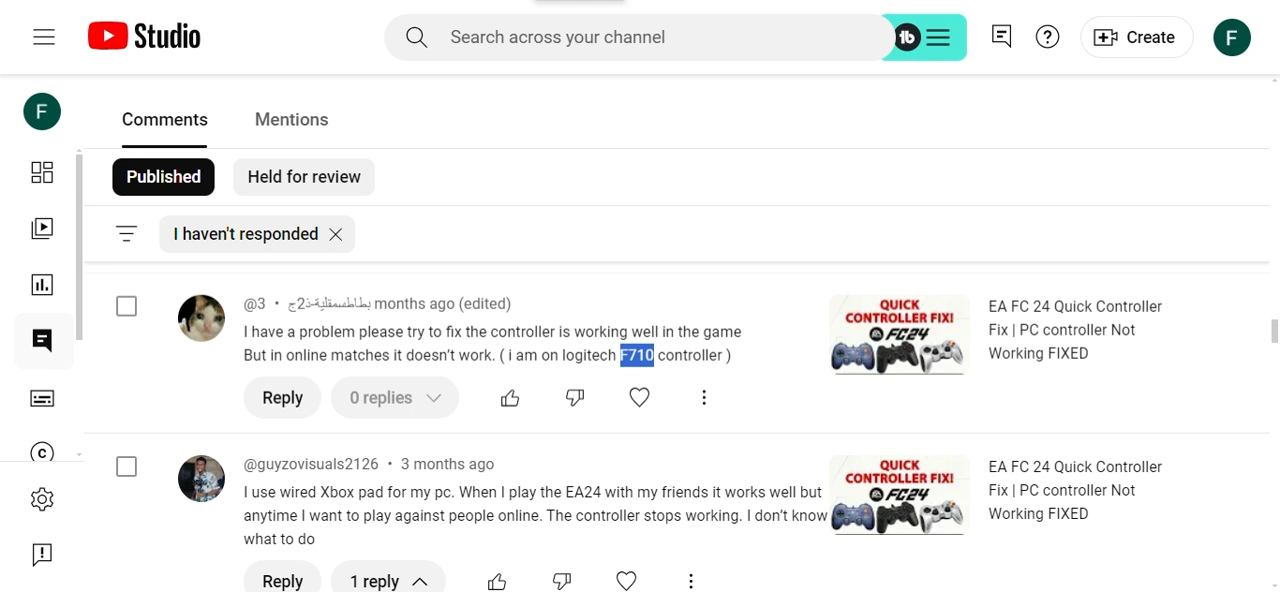 Studio
Search across your channel
Create
F
F
Comments
Mentions
Published
Held for review
I haven't responded
@بطاطسمقلية-ذ2ج • 3 months ago (edited)
I have a problem please try to fix the controller is working well in the game
But in online matches it doesn't work. ( i am on logitech F710 controller )
Reply
0 replies
QUICK
CONTROLLER FIX!
FC24
EA FC 24 Quick Controller
Fix | PC controller Not
Working FIXED
@guyzovisuals2126 • 3 months ago
I use wired Xbox pad for my pc. When I play the EA24 with my friends it works well but
anytime I want to play against people online. The controller stops working. I don't know
what to do
Reply
1 reply
QUICK
CONTROLLER FIX!
FC24
EA FC 24 Quick Controller
Fix | PC controller Not
Working FIXED